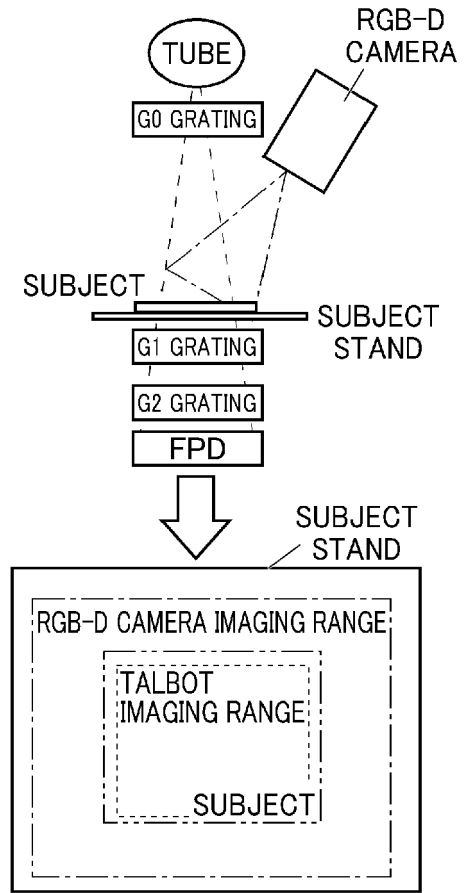 RGB-D
CAMERA
TUBE
G0 GRATING
SUBJECT
SUBJECT
STAND
G1 GRATING
G2 GRATING
FPD
SUBJECT
STAND
RGB-D CAMERA IMAGING RANGE
TALBOT
IMAGING RANGE
SUBJECT